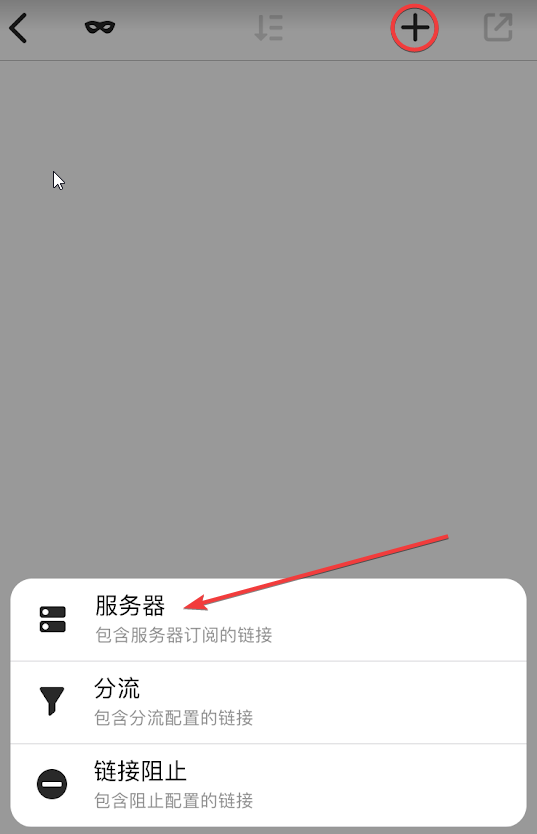 服务器
包含服务器订阅的链接
分流
包含分流配置的链接
链接阻止
包含阻止配置的链接